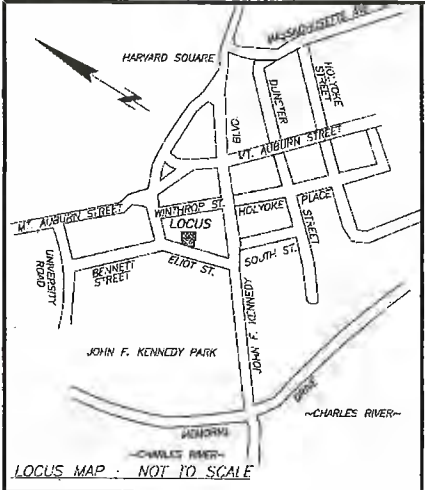 MASSACHUSETTS AVE
HARVARD SQUARE
HOLYOKE
STREET
DUNSTER
BLVD.
MT. AUBURN STREET
MT. AUBURN STREET
WINTHROP ST.
HOLYOKE
PLACE
STREET
LOCUS
UNIVERSITY
ROAD
BENNETT
STREET
ELIOT ST.
SOUTH ST.
JOHN F. KENNEDY
JOHN F. KENNEDY PARK
DRIVE
MEMORIAL
~CHARLES RIVER~
~CHARLES RIVER~
LOCUS MAP : NOT TO SCALE